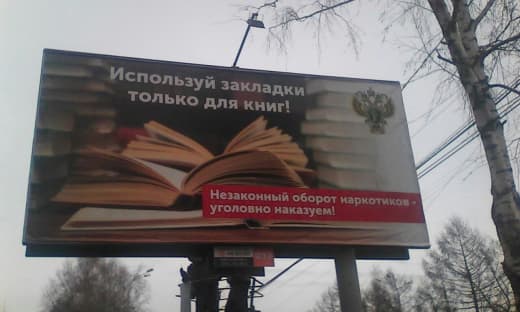 Используй закладки
только для книг!
Незаконный оборот наркотиков -
уголовно наказуем!